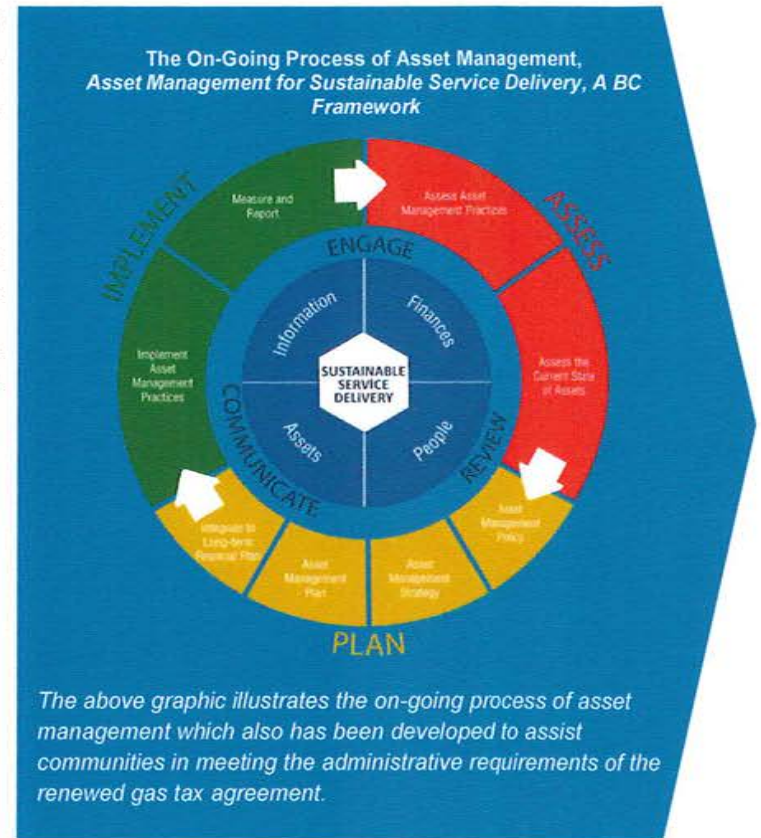 The On-Going Process of Asset Management,
Asset Management for Sustainable Service Delivery, A BC
Framework
IMPLEMENT
Measure and
Report
Assess Asset
Management Practices
ASSESS
ENGAGE
Information
Finances
Implement
Asset
Management
Practices
SUSTAINABLE
SERVICE
DELIVERY
Assess the
Current State
of Assets
COMMUNICATE
Assets
People
REVIEW
Integrate to
Long-term
Financial Plan
Asset
Management
Plan
Asset
Management
Strategy
Asset
Management
Policy
PLAN
The above graphic illustrates the on-going process of asset
management which also has been developed to assist
communities in meeting the administrative requirements of the
renewed gas tax agreement.